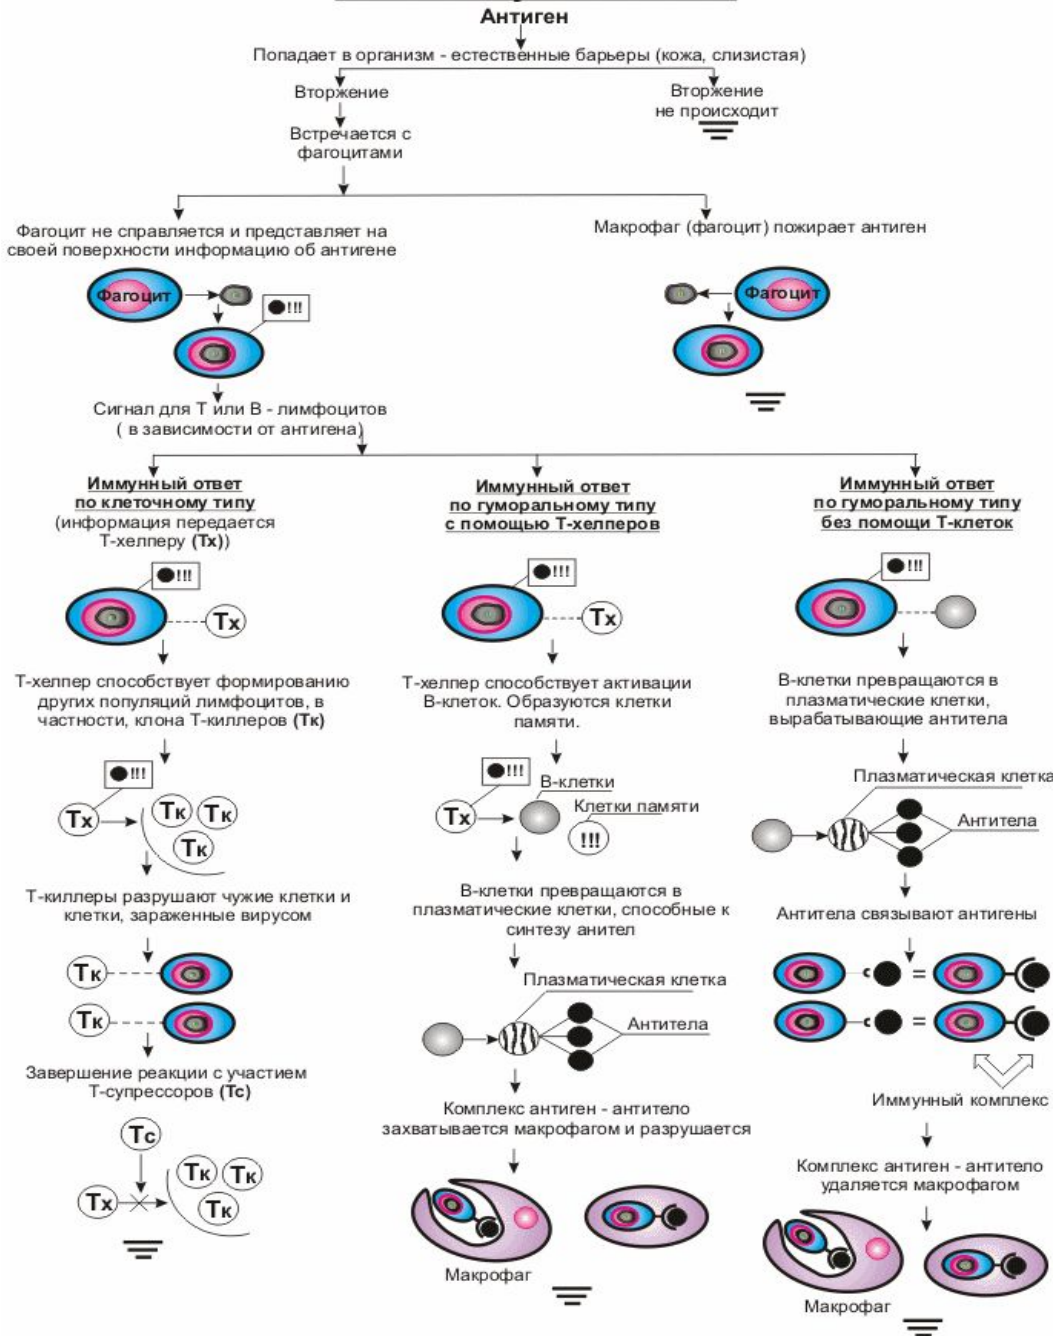 Антиген
Попадает в организм - естественные барьеры (кожа, слизистая)
Вторжение
Вторжение
не происходит
Встречается с
фагоцитами
Фагоцит не справляется и представляет на
своей поверхности информацию об антигене
Макрофаг (фагоцит) пожирает антиген
Фагоцит
!!!
Фагоцит
Сигнал для Т или В - лимфоцитов
( в зависимости от антигена)
Иммунный ответ
по клеточному типу
(информация передается
Т-хелперу (Тх))
!!!
Тх
Т-хелпер способствует формированию
других популяций лимфоцитов, в
частности, клона Т-киллеров (Тк)
!!!
Тх
Тк
Тк
Тк
Т-киллеры разрушают чужие клетки и
клетки, зараженные вирусом
Тк
Тк
Завершение реакции с участием
Т-супрессоров (Тс)
Тс
Тх
Тк
Тк
Тк
Иммунный ответ
по гуморальному типу
с помощью Т-хелперов
!!!
Тх
Т-хелпер способствует активации
В-клеток. Образуются клетки
памяти.
!!!
В-клетки
Тх
Клетки памяти
!!!
В-клетки превращаются в
плазматические клетки, способные к
синтезу анител
Плазматическая клетка
Антитела
Комплекс антиген - антитело
захватывается макрофагом и разрушается
Макрофаг
Иммунный ответ
по гуморальному типу
без помощи Т-клеток
!!!
В-клетки превращаются в
плазматические клетки,
вырабатывающие антитела
Плазматическая клетка
Антитела
Антитела связывают антигены
=
=
Иммунный комплекс
Комплекс антиген - антитело
удаляется макрофагом
Макрофаг